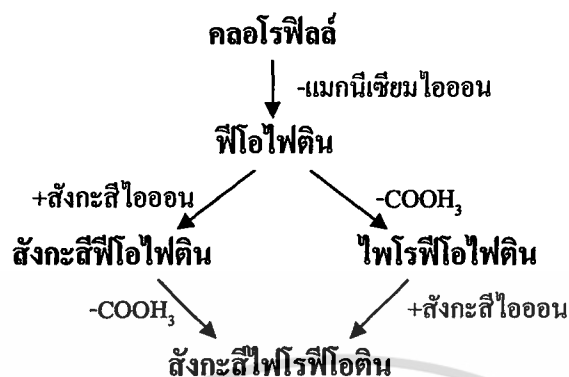 คลอโรฟิลล์
-แมกนีเซียมไอออน
ฟีโอไฟติน
+สังกะสีไอออน -COOH₃
สังกะสีฟีโอไฟติน ไพโรฟีโอไฟติน
-COOH₃ +สังกะสีไอออน
สังกะสีไพโรฟีโอติน